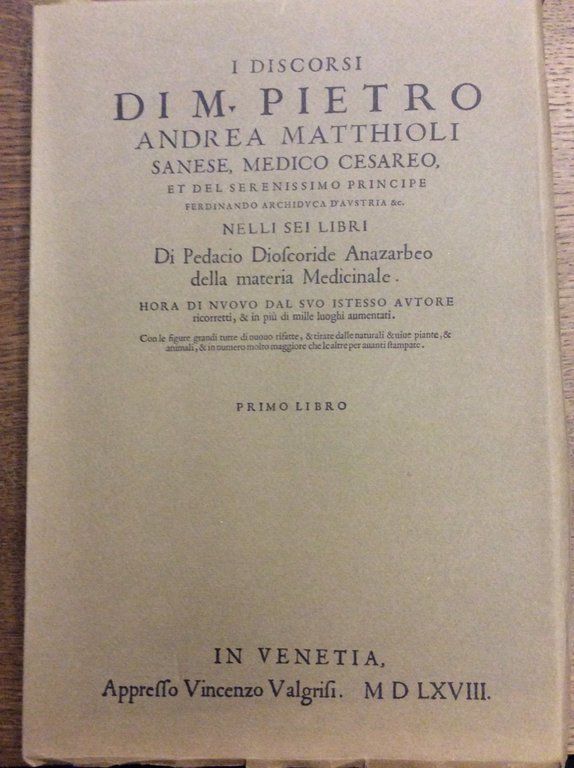 I DISCORSI
DI M. PIETRO
ANDREA MATTHIOLI
SANESE, MEDICO CESAREO,
ET DEL SERENISSIMO PRINCIPE
FERDINANDO ARCHIDVCA D'AVSTRIA &c.
NELLI SEI LIBRI
Di Pedacio Dioſcoride Anazarbeo
della materia Medicinale.
HORA DI NVOVO DAL SVO ISTESSO AVTORE
ricorretti, & in più di mille luoghi aumentati.
Con le figure grandi tutte di nuouo rifatte, & tirate dalle naturali & uiue piante, &
animali, & in numero molto maggiore che le altre per auanti ſtampate.
PRIMO LIBRO
IN VENETIA,
Appreſſo Vincenzo Valgriſi. M D LXVIII.